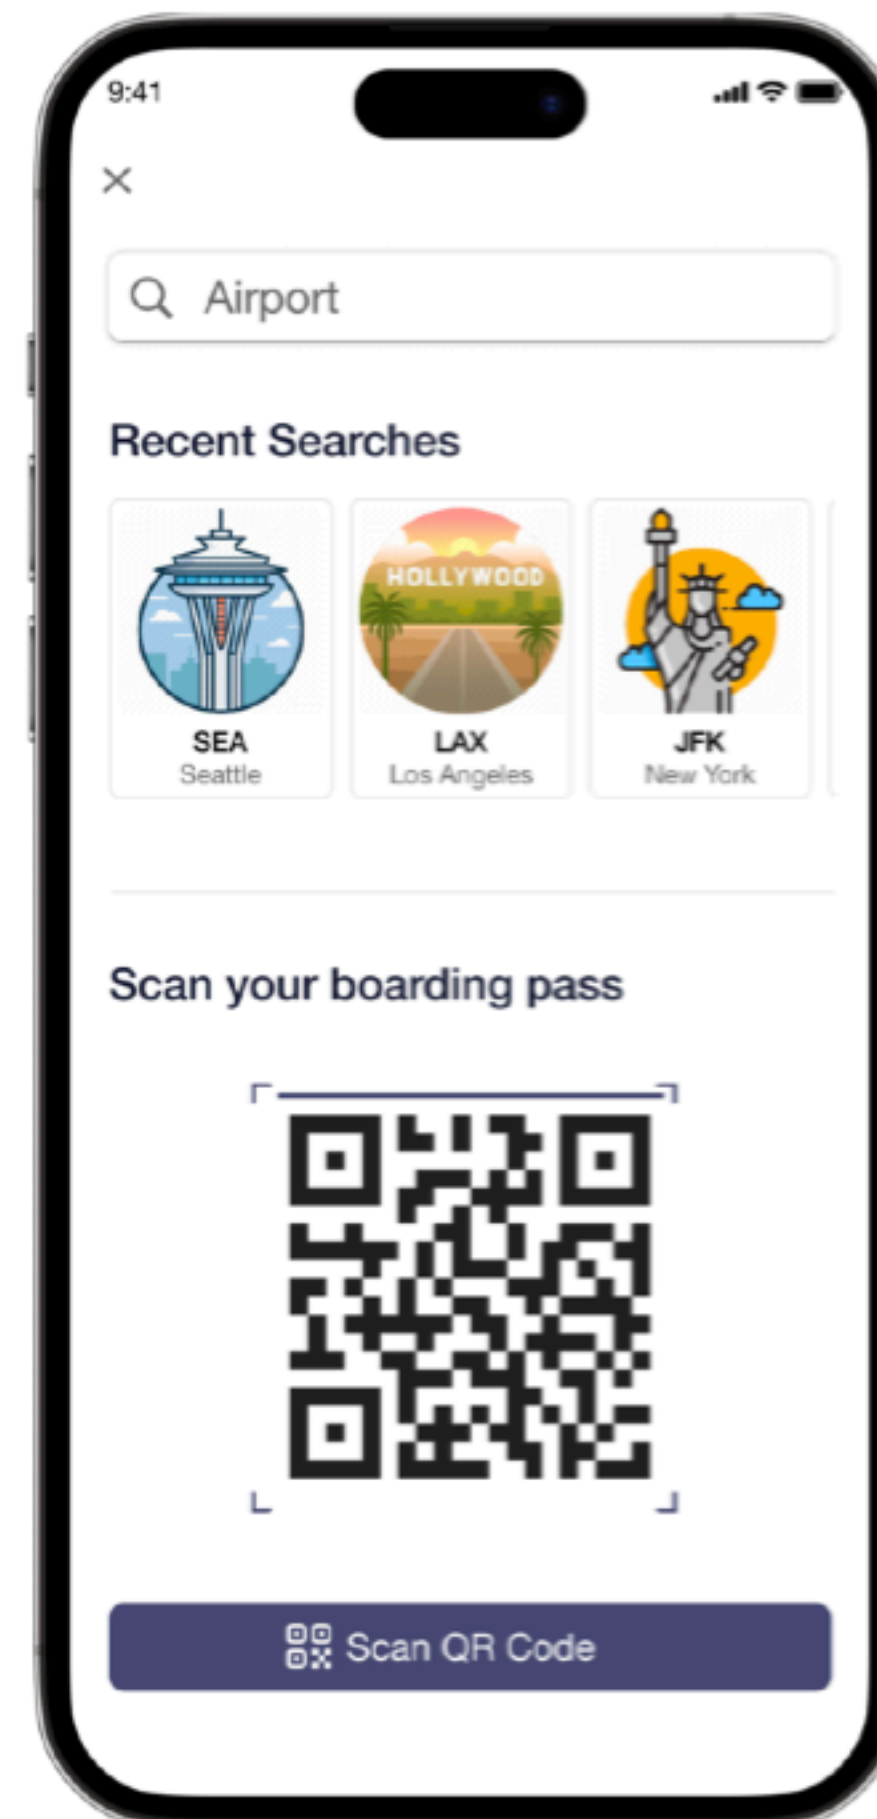 9:41
Airport
Recent Searches
HOLLYWOOD
SEA
Seattle
LAX
Los Angeles
JFK
New York
Scan your boarding pass
Scan QR Code